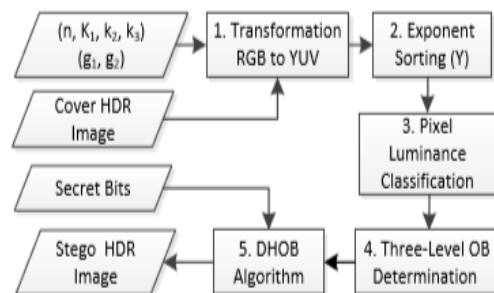 (n, K₁, k₂, k₃)
(g₁, g₂)
1. Transformation
RGB to YUV
2. Exponent
Sorting (Y)
Cover HDR
Image
3. Pixel
Luminance
Classification
Secret Bits
Stego HDR
Image
5. DHOB
Algorithm
4. Three-Level OB
Determination